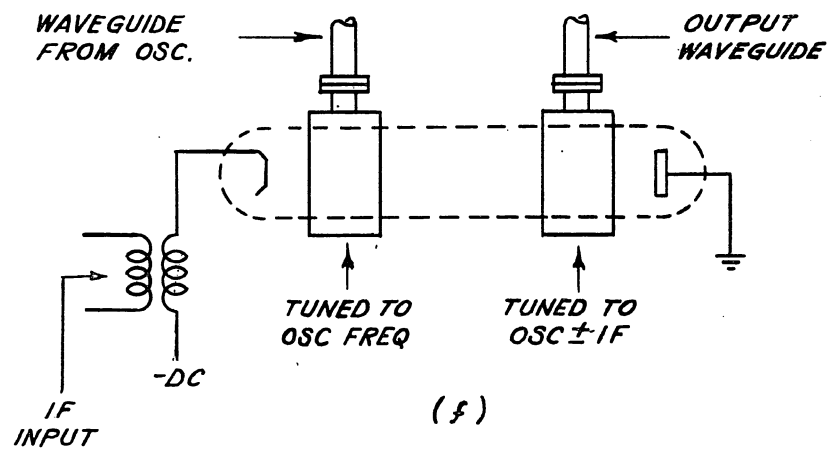 WAVEGUIDE
FROM OSC.
OUTPUT
WAVEGUIDE
TUNED TO
OSC FREQ
TUNED TO
OSC ± IF
-DC
IF
INPUT
(f)